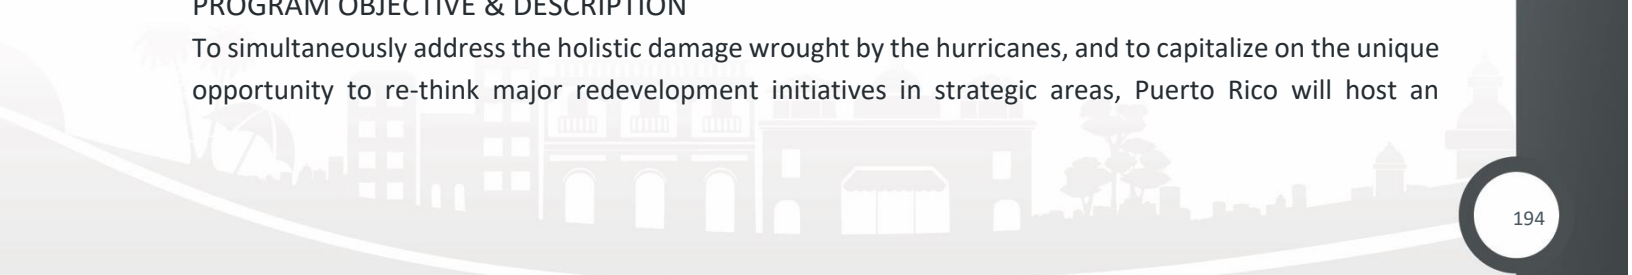 PROGRAM OBJECTIVE & DESCRIPTION
To simultaneously address the holistic damage wrought by the hurricanes, and to capitalize on the unique
opportunity to re-think major redevelopment initiatives in strategic areas, Puerto Rico will host an
194